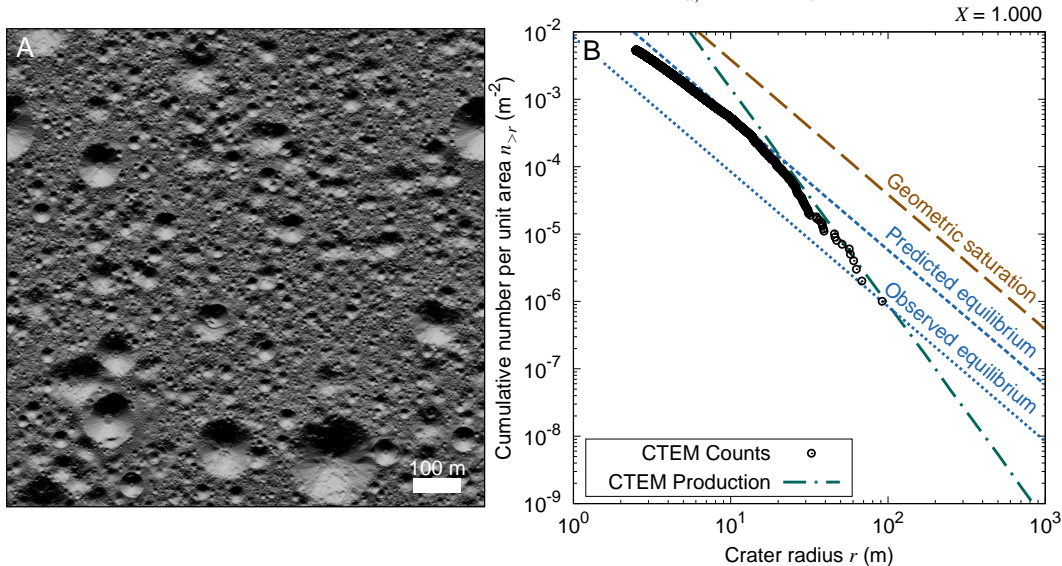 X = 1.000
A
100 m
B
Cumulative number per unit area n>r (m-2)
10-2
10-3
10-4
10-5
10-6
10-7
10-8
10-9
Geometric saturation
Predicted equilibrium
Observed equilibrium
CTEM Counts
CTEM Production
100
101
102
103
Crater radius r (m)